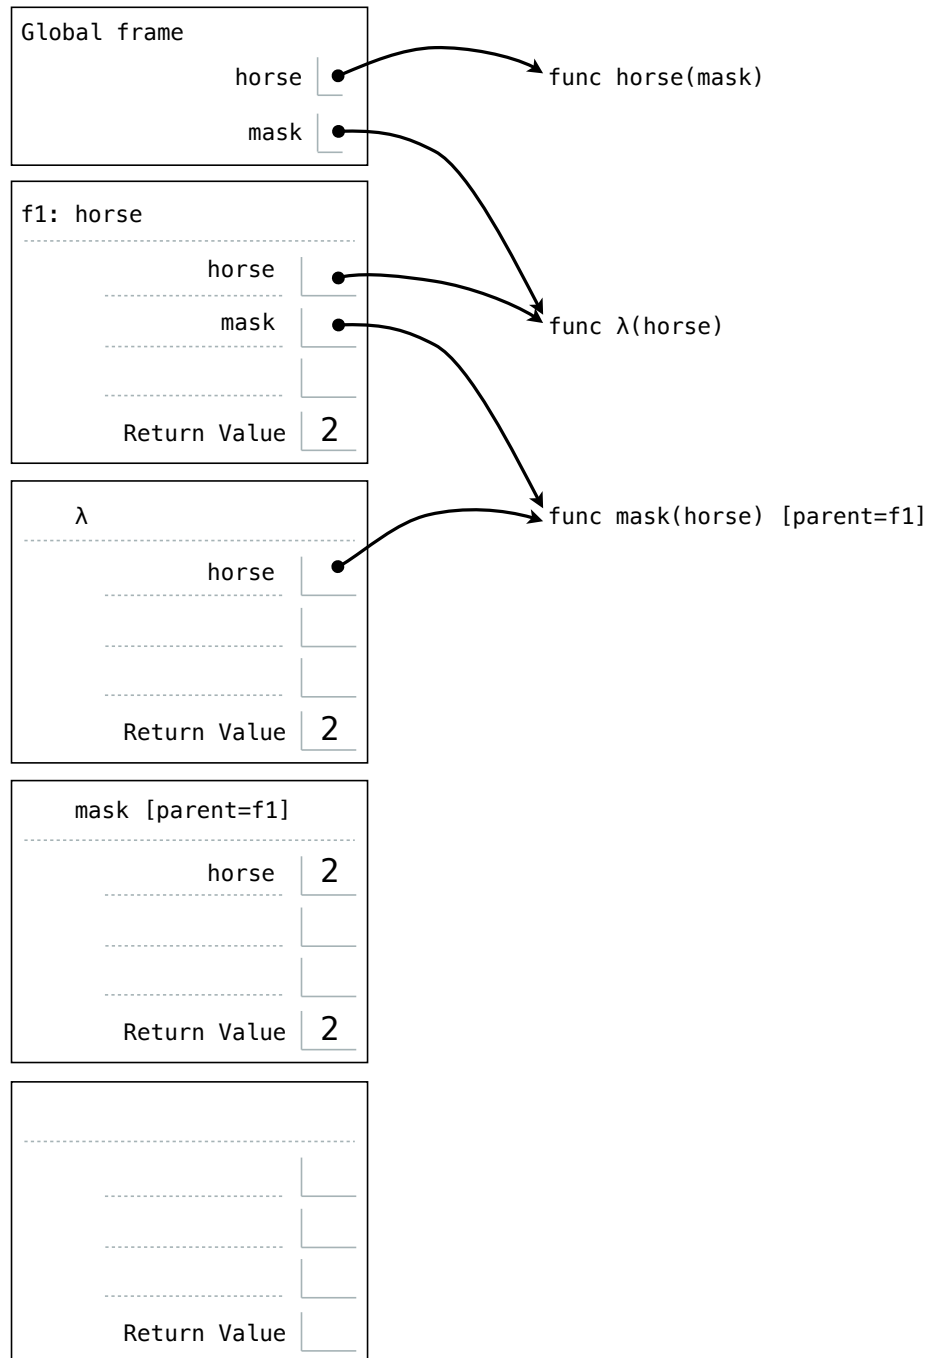 Global frame
horse
func horse(mask)
mask
f1: horse
horse
func λ(horse)
mask
Return Value 2
λ
func mask(horse) [parent=f1]
horse
Return Value 2
mask [parent=f1]
horse 2
Return Value 2
Return Value